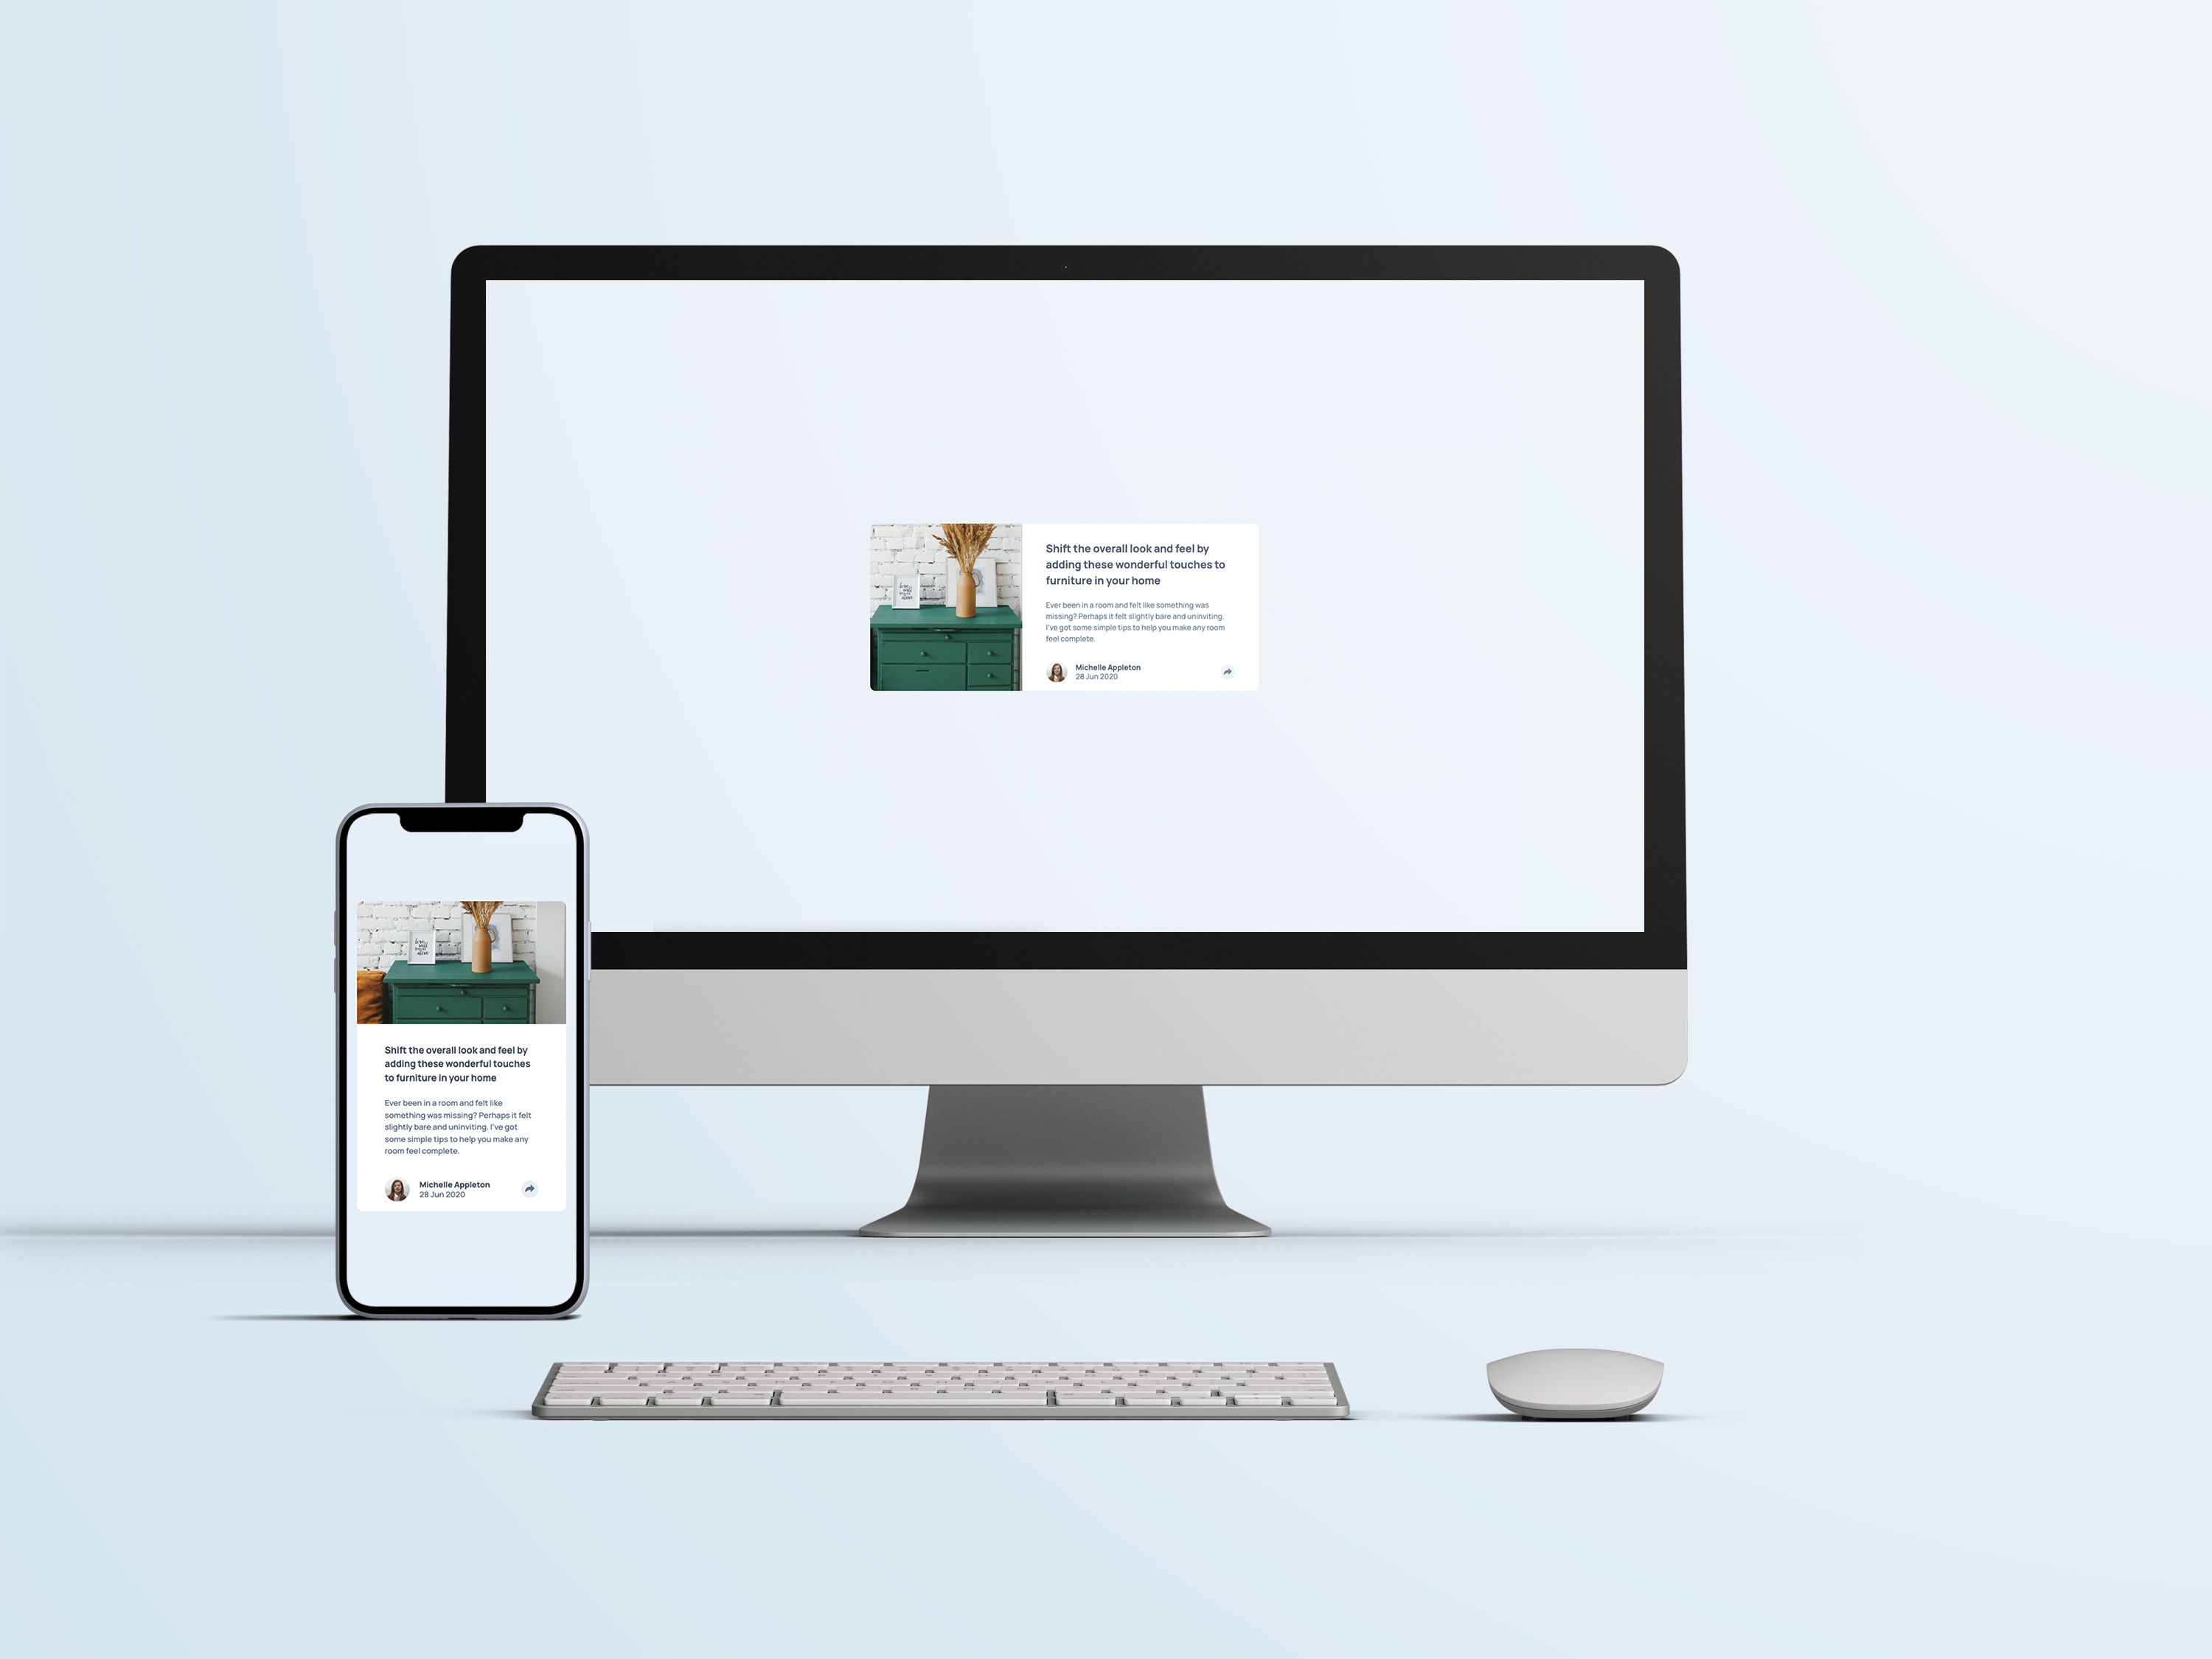 Shift the overall look and feel by
adding these wonderful touches to
furniture in your home
Ever been in a room and felt like something was
missing? Perhaps it felt slightly bare and uninviting.
I've got some simple tips to help you make any room
feel complete.
Michelle Appleton
28 Jun 2020
Shift the overall look and feel by
adding these wonderful touches
to furniture in your home
Ever been in a room and felt like
something was missing? Perhaps it felt
slightly bare and uninviting. I've got
some simple tips to help you make any
room feel complete.
Michelle Appleton
28 Jun 2020